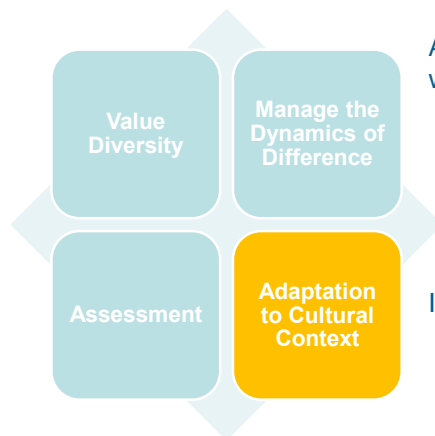 Value
Diversity
Manage the
Dynamics of
Difference
Assessment
Adaptation
to Cultural
Context